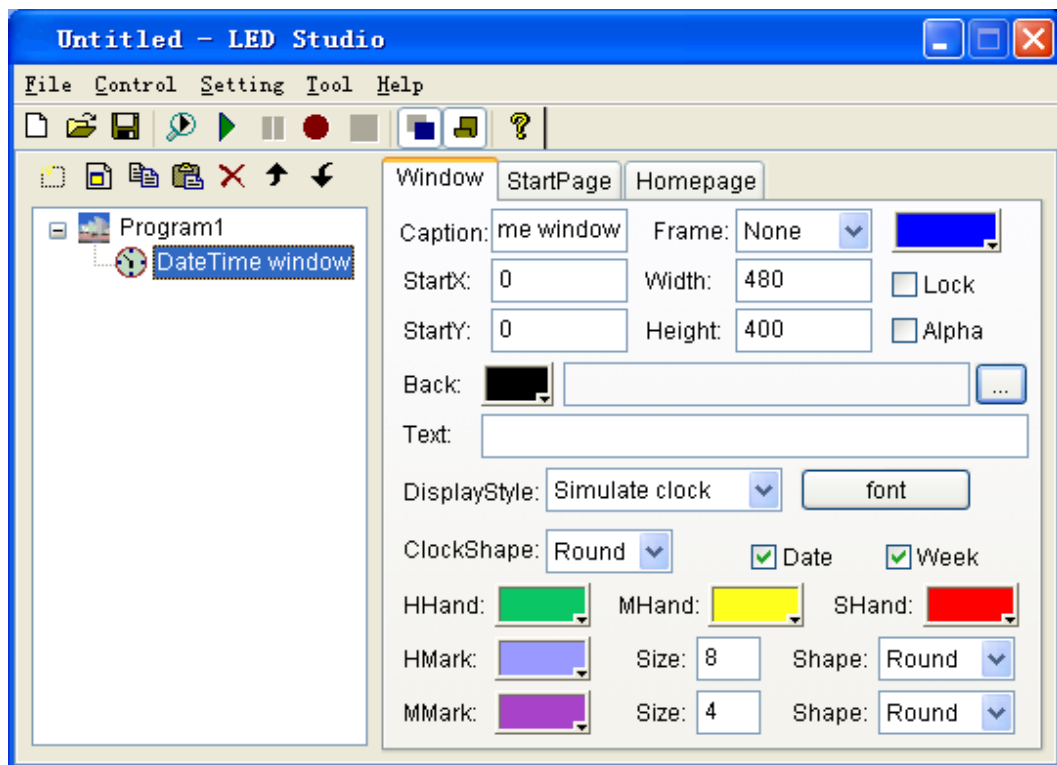 Untitled - LED Studio
File Control Setting Tool Help
Window StartPage Homepage
Program1
DateTime window
Caption: me window Frame: None
StartX: 0 Width: 480 Lock
StartY: 0 Height: 400 Alpha
Back: ...
Text:
DisplayStyle: Simulate clock font
ClockShape: Round Date Week
HHand: MHand: SHand:
HMark: Size: 8 Shape: Round
MMark: Size: 4 Shape: Round